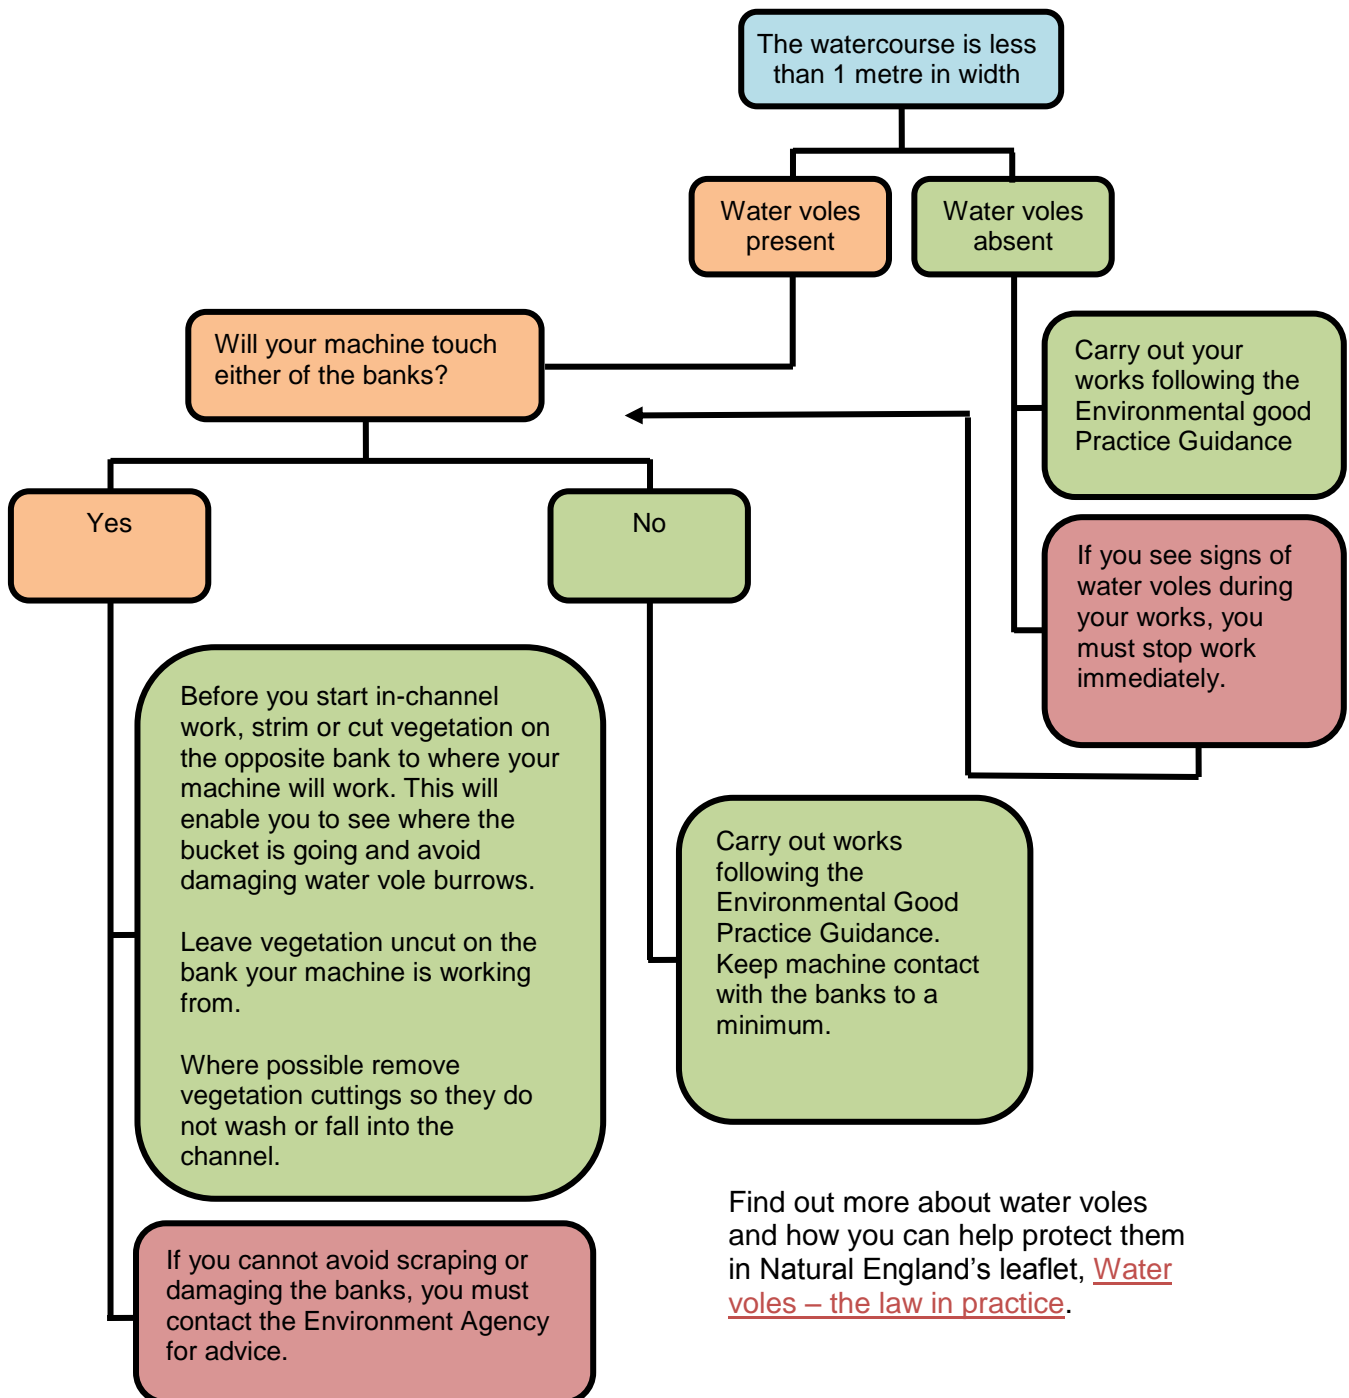 The watercourse is less
than 1 metre in width
Water voles
present
Water voles
absent
Will your machine touch
either of the banks?
Carry out your
works following the
Environmental good
Practice Guidance
Yes
No
If you see signs of
water voles during
your works, you
must stop work
immediately.
Before you start in-channel
work, strim or cut vegetation on
the opposite bank to where your
machine will work. This will
enable you to see where the
bucket is going and avoid
damaging water vole burrows.
Leave vegetation uncut on the
bank your machine is working
from.
Where possible remove
vegetation cuttings so they do
not wash or fall into the
channel.
Carry out works
following the
Environmental Good
Practice Guidance.
Keep machine contact
with the banks to a
minimum.
If you cannot avoid scraping or
damaging the banks, you must
contact the Environment Agency
for advice.
Find out more about water voles
and how you can help protect them
in Natural England’s leaflet, Water
voles – the law in practice.